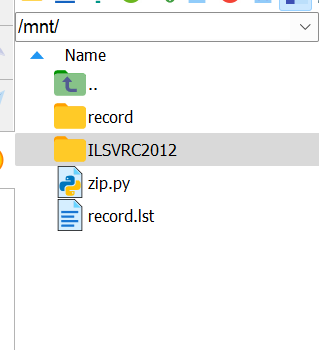 /mnt/
Name
..
record
ILSVRC2012
zip.py
record.lst